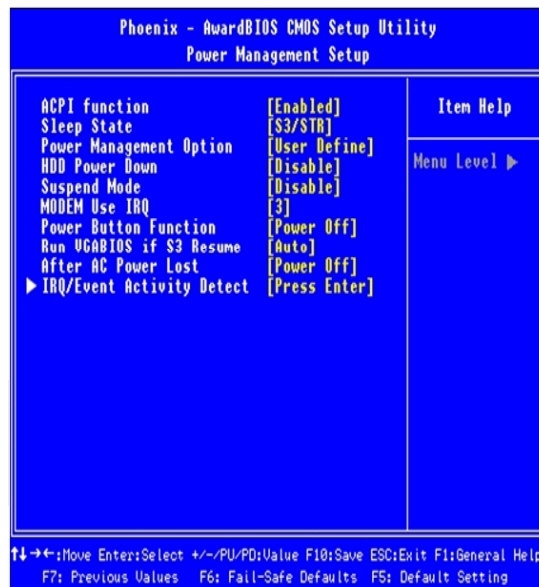 Phoenix - AwardBIOS CMOS Setup Utility
Power Management Setup
ACPI function [Enabled]
Sleep State [S3/STR]
Power Management Option [User Define]
HDD Power Down [Disable]
Suspend Mode [Disable]
MODEM Use IRQ [3]
Power Button Function [Power Off]
Run VGABIOS if S3 Resume [Auto]
After AC Power Lost [Power Off]
▶ IRQ/Event Activity Detect [Press Enter]
Item Help
Menu Level ▶
↑↓→←:Move Enter:Select +/-/PU/PD:Value F10:Save ESC:Exit F1:General Help
F7: Previous Values F6: Fail-Safe Defaults F5: Default Setting